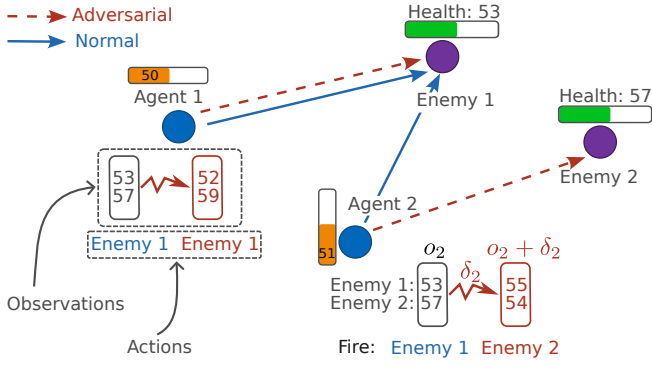 Adversarial
Normal
Health: 53
50
Agent 1
Enemy 1
Health: 57
Enemy 2
53 52
57 59
Enemy 1 Enemy 1
Agent 2
51
Observations
Actions
o₂ δ₂ o₂ + δ₂
Enemy 1: 53 55
Enemy 2: 57 54
Fire: Enemy 1 Enemy 2